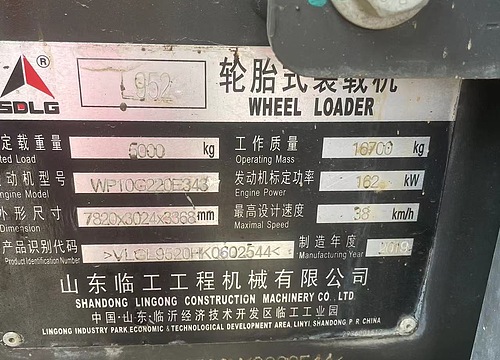 SDLG ®
L952
轮胎式装载机
WHEEL LOADER
定载重量 5000 kg 工作质量 16700 kg
ted Load Operating Mass
动机型号 WP10G220E343 发动机标定功率 162 kW
ngine Model Engine Power
外形尺寸 7820x3024x3368 mm 最高设计速度 38 km/h
Dimension Maximal Speed
产品识别代码 >VLGL9520HK0602544< 制造年度 2019
Product Identification Number Manufacturing Year
山东临工工程机械有限公司
SHANDONG LINGONG CONSTRUCTION MACHINERY CO. LTD
中国·山东·临沂经济技术开发区临工工业园
LINGONG INDUSTRY PARK,ECONOMIC & TECHNOLOGICAL DEVELOPMENT AREA, LINYI, SHANDONG P R CHINA